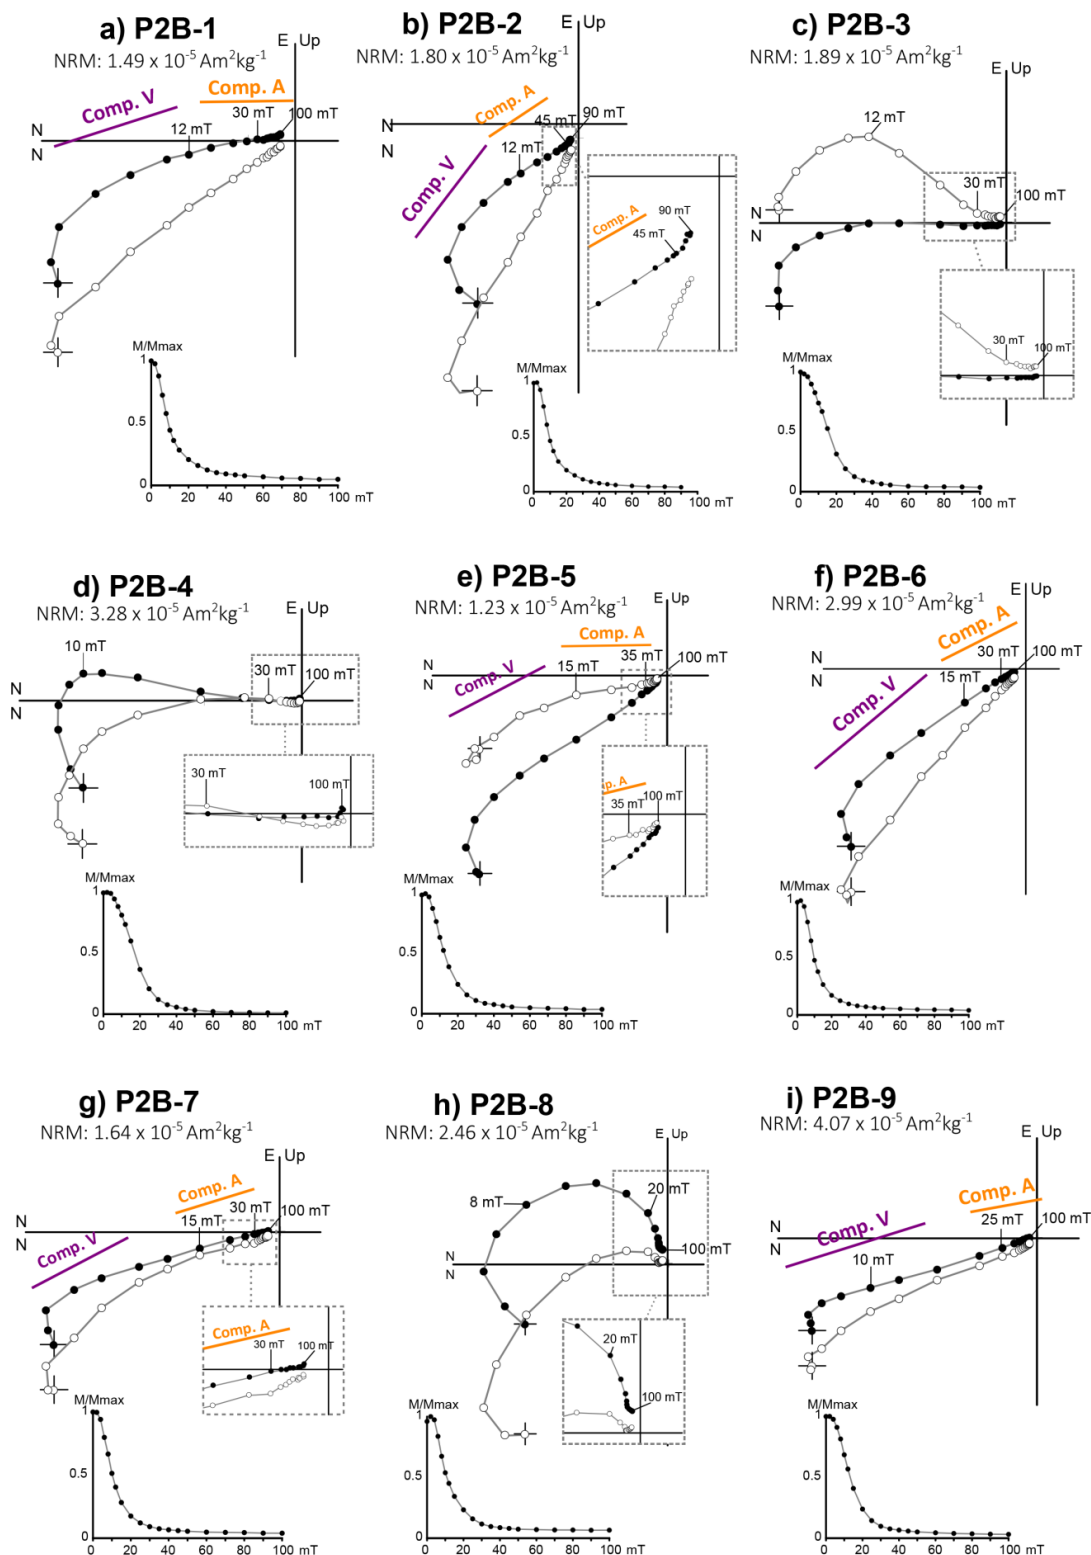 a) P2B-1
NRM: 1.49 x 10⁻⁵ Am²kg⁻¹
E Up
Comp. V
Comp. A
12 mT
30 mT
100 mT
N
N
M/Mmax
1
0.5
0
0 20 40 60 80 100 mT
b) P2B-2
NRM: 1.80 x 10⁻⁵ Am²kg⁻¹
E Up
Comp. A
Comp. V
12 mT
45 mT
90 mT
N
N
Comp. A
90 mT
45 mT
M/Mmax
1
0.5
0
0 20 40 60 80 100 mT
c) P2B-3
NRM: 1.89 x 10⁻⁵ Am²kg⁻¹
E Up
12 mT
30 mT
100 mT
N
N
30 mT
100 mT
M/Mmax
1
0.5
0
0 20 40 60 80 100 mT
d) P2B-4
NRM: 3.28 x 10⁻⁵ Am²kg⁻¹
E Up
10 mT
30 mT
100 mT
N
N
30 mT
100 mT
M/Mmax
1
0.5
0
0 20 40 60 80 100 mT
e) P2B-5
NRM: 1.23 x 10⁻⁵ Am²kg⁻¹
E Up
Comp. A
Comp. V
15 mT
35 mT
100 mT
N
N
p. A
35 mT
100 mT
M/Mmax
1
0.5
0
0 20 40 60 80 100 mT
f) P2B-6
NRM: 2.99 x 10⁻⁵ Am²kg⁻¹
E Up
Comp. A
Comp. V
15 mT
30 mT
100 mT
N
N
M/Mmax
1
0.5
0
0 20 40 60 80 100 mT
g) P2B-7
NRM: 1.64 x 10⁻⁵ Am²kg⁻¹
E Up
Comp. A
Comp. V
15 mT
30 mT
100 mT
N
N
Comp. A
30 mT
100 mT
M/Mmax
1
0.5
0
0 20 40 60 80 100 mT
h) P2B-8
NRM: 2.46 x 10⁻⁵ Am²kg⁻¹
E Up
8 mT
20 mT
100 mT
N
N
20 mT
100 mT
M/Mmax
1
0.5
0
0 20 40 60 80 100 mT
i) P2B-9
NRM: 4.07 x 10⁻⁵ Am²kg⁻¹
E Up
Comp. A
Comp. V
10 mT
25 mT
100 mT
N
N
M/Mmax
1
0.5
0
0 20 40 60 80 100 mT